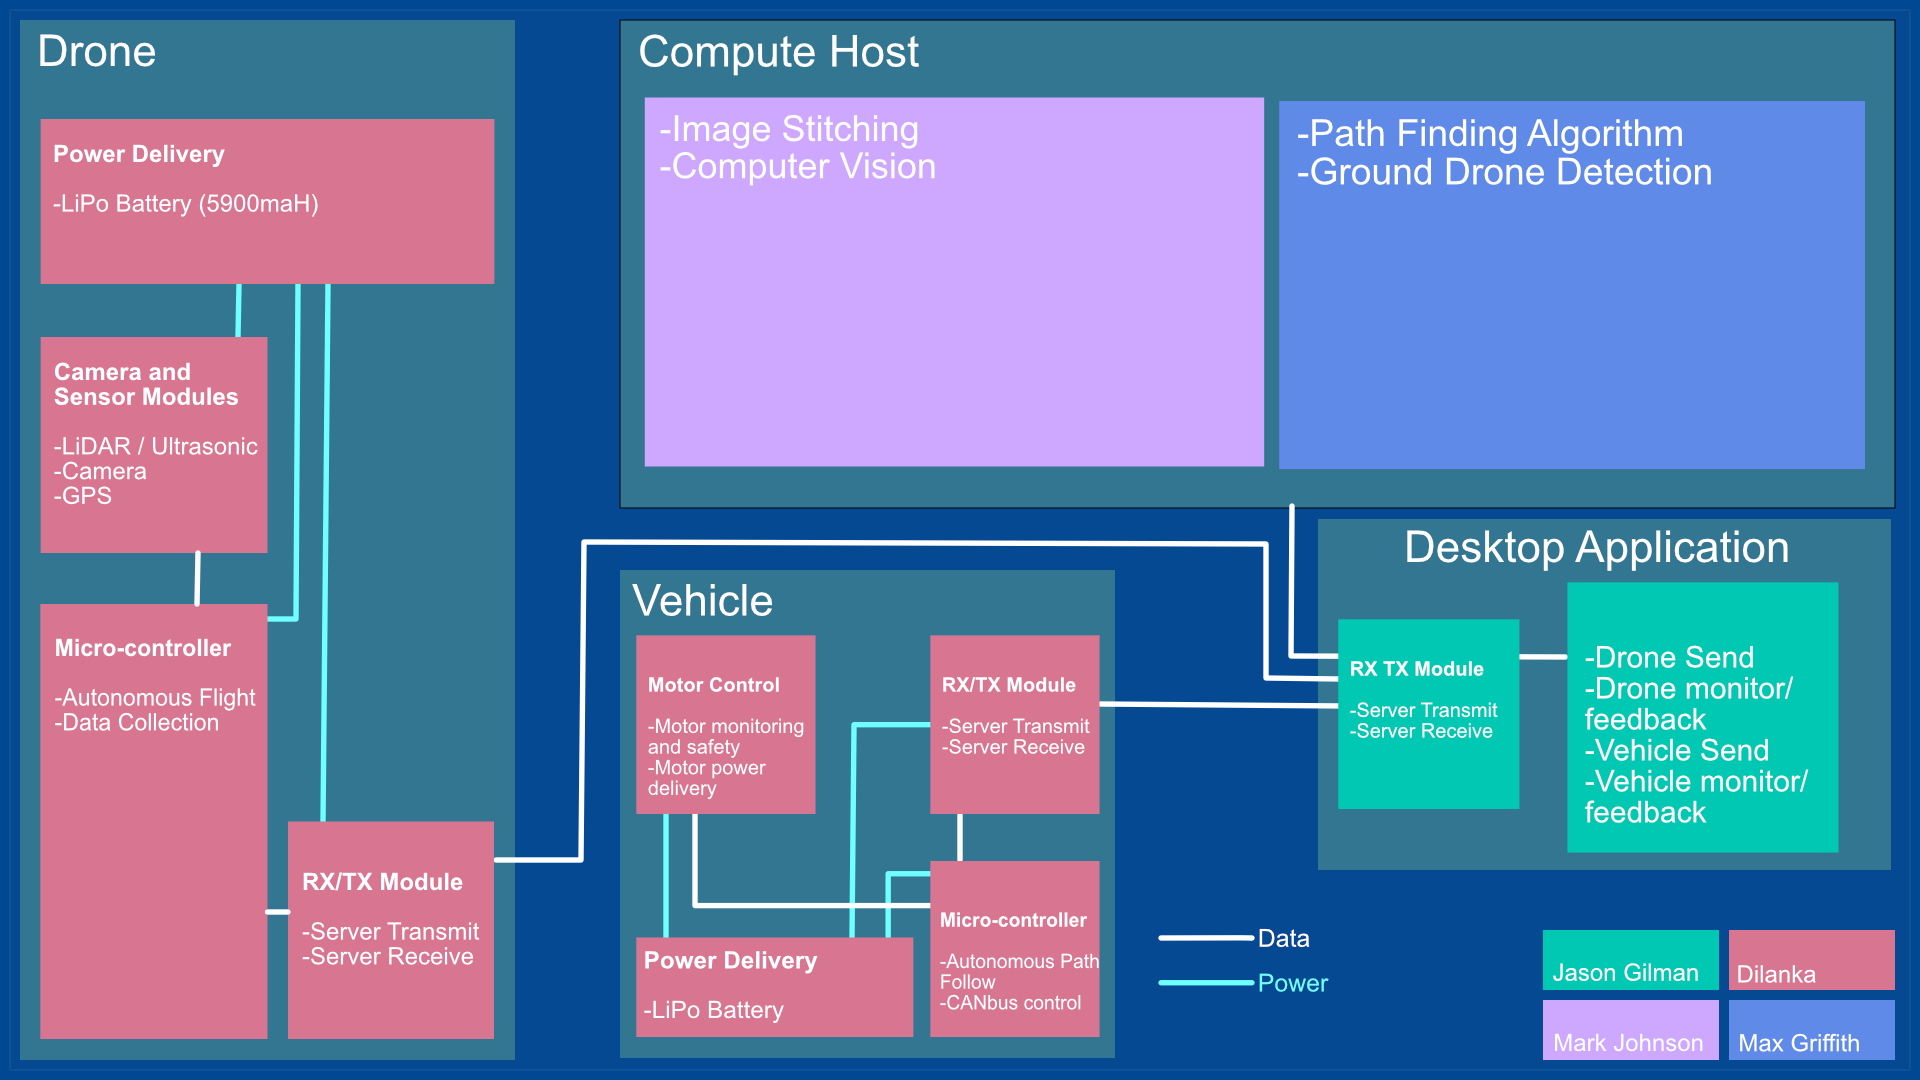 Drone
Power Delivery
-LiPo Battery (5900maH)
Camera and
Sensor Modules
-LiDAR / Ultrasonic
-Camera
-GPS
Micro-controller
-Autonomous Flight
-Data Collection
RX/TX Module
-Server Transmit
-Server Receive
Compute Host
-Image Stitching
-Computer Vision
-Path Finding Algorithm
-Ground Drone Detection
Vehicle
Motor Control
-Motor monitoring
and safety
-Motor power
delivery
RX/TX Module
-Server Transmit
-Server Receive
Power Delivery
-LiPo Battery
Micro-controller
-Autonomous Path
Follow
-CANbus control
Desktop Application
RX TX Module
-Server Transmit
-Server Receive
-Drone Send
-Drone monitor/
feedback
-Vehicle Send
-Vehicle monitor/
feedback
Data
Power
Jason Gilman
Dilanka
Mark Johnson
Max Griffith